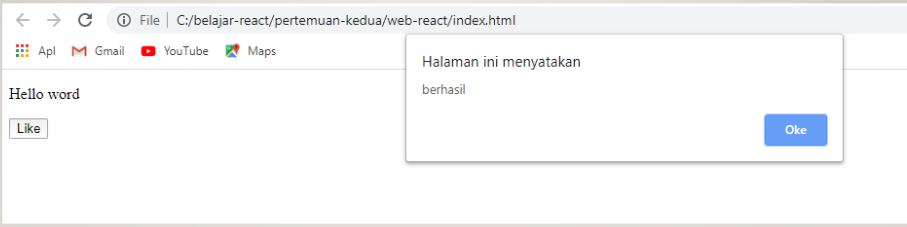 File | C:/belajar-react/pertemuan-kedua/web-react/index.html
Apl Gmail YouTube Maps
Halaman ini menyatakan
berhasil
Oke
Hello word
Like